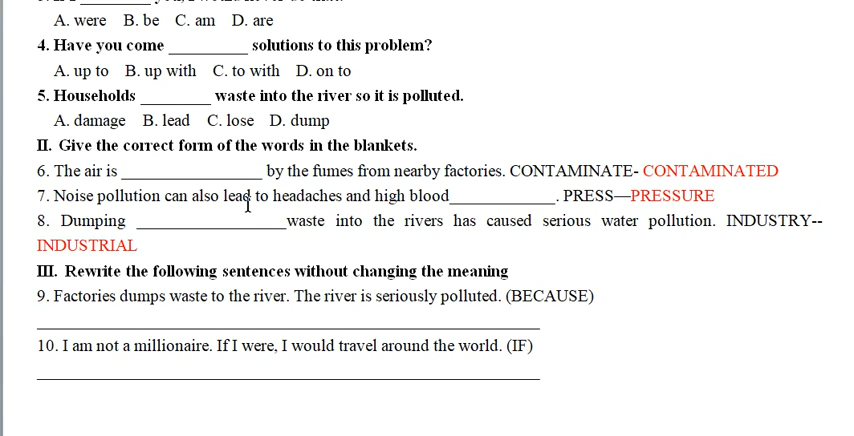 A. were B. be C. am D. are
4. Have you come __________ solutions to this problem?
A. up to B. up with C. to with D. on to
5. Households _________ waste into the river so it is polluted.
A. damage B. lead C. lose D. dump
II. Give the correct form of the words in the blankets.
6. The air is __________________ by the fumes from nearby factories. CONTAMINATE- CONTAMINATED
7. Noise pollution can also lead to headaches and high blood_____________. PRESS—PRESSURE
8. Dumping ___________________waste into the rivers has caused serious water pollution. INDUSTRY--
INDUSTRIAL
III. Rewrite the following sentences without changing the meaning
9. Factories dumps waste to the river. The river is seriously polluted. (BECAUSE)
10. I am not a millionaire. If I were, I would travel around the world. (IF)